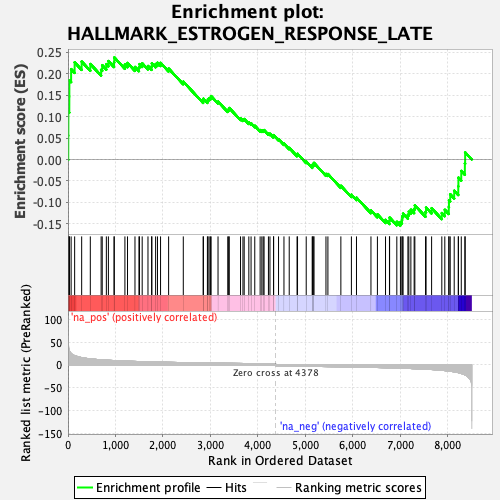 Enrichment plot:
HALLMARK_ESTROGEN_RESPONSE_LATE
Enrichment score (ES)
0.25
0.20
0.15
0.10
0.05
0.00
-0.05
-0.10
-0.15
'na_pos' (positively correlated)
Ranked list metric (PreRanked)
100
50
0
-50
-100
-150
Zero cross at 4378
'na_neg' (negatively correlated)
0
1,000
2,000
3,000
4,000
5,000
6,000
7,000
8,000
Rank in Ordered Dataset
Enrichment profile
Hits
Ranking metric scores